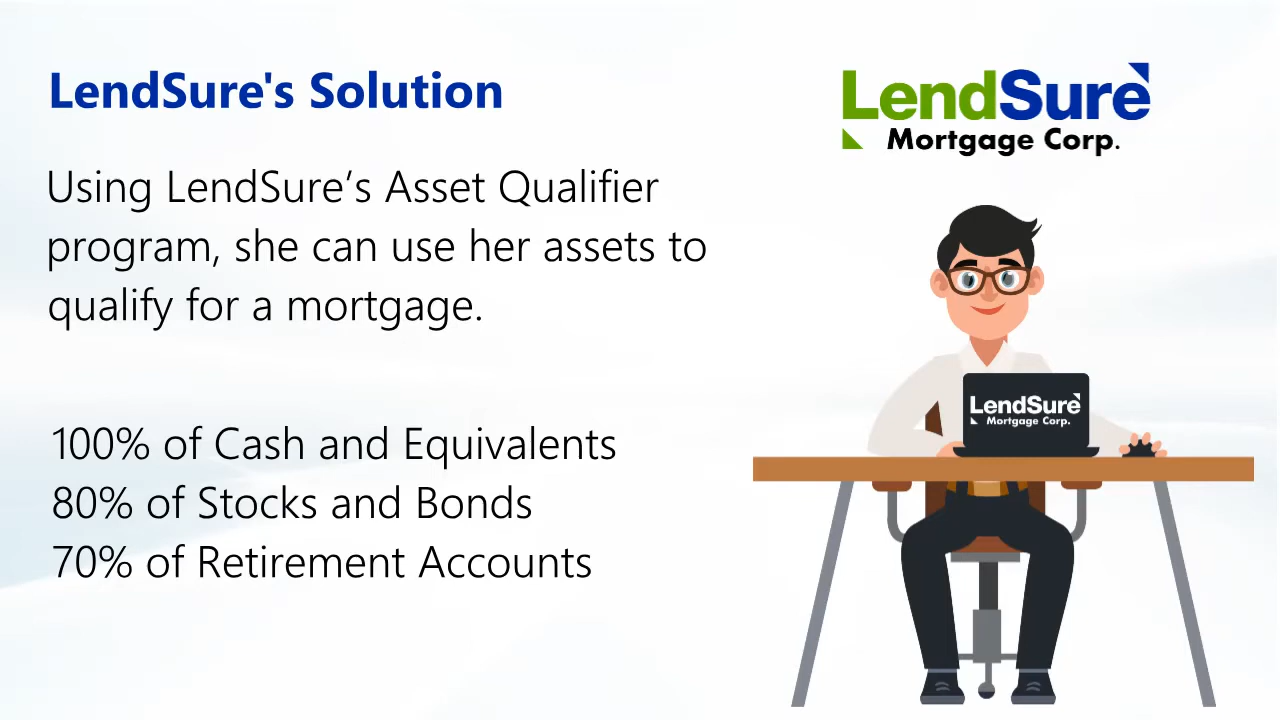 LendSure's Solution
LendSure
Mortgage Corp.
Using LendSure’s Asset Qualifier
program, she can use her assets to
qualify for a mortgage.
100% of Cash and Equivalents
80% of Stocks and Bonds
70% of Retirement Accounts
LendSure
Mortgage Corp.